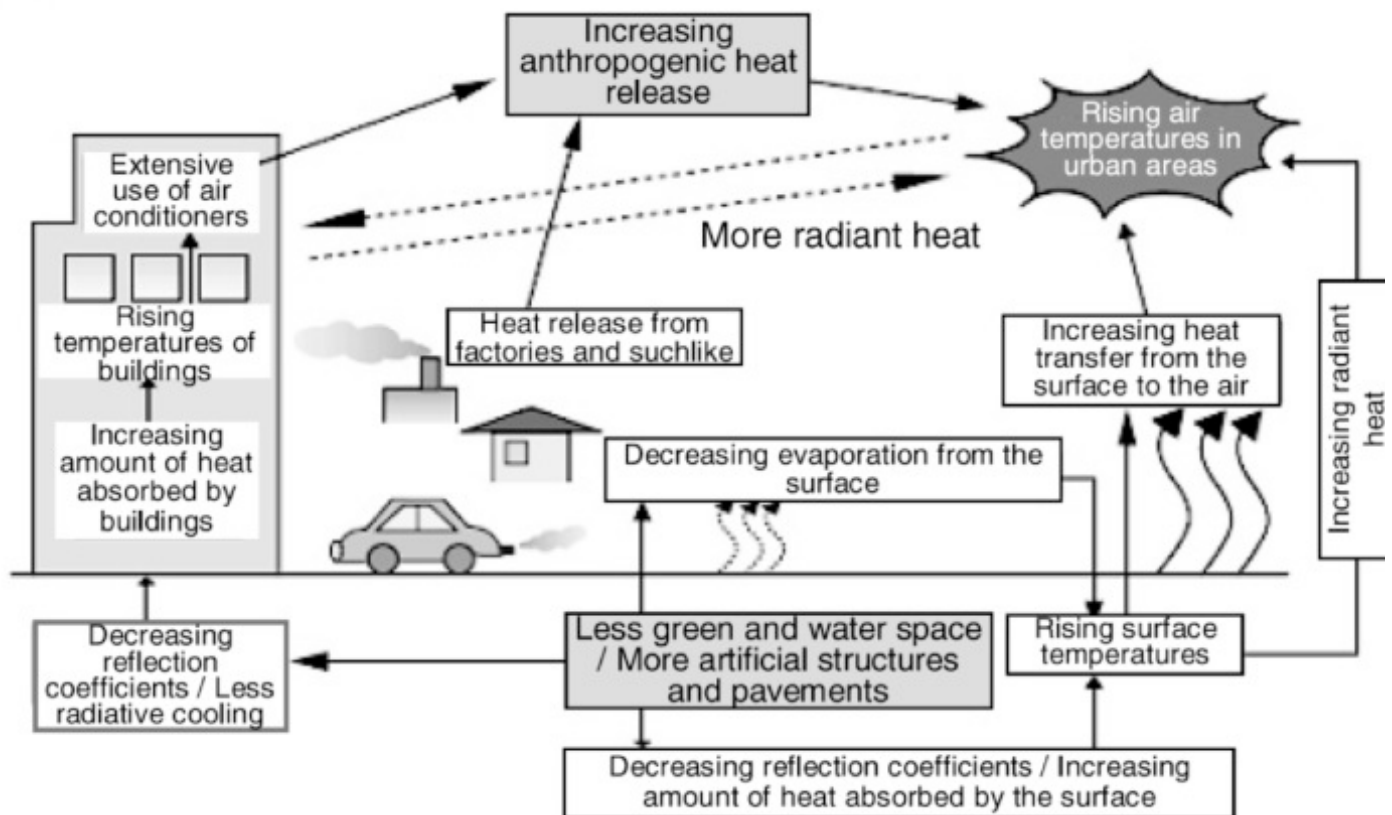 Increasing
anthropogenic heat
release
Rising air
temperatures in
urban areas
Extensive
use of air
conditioners
More radiant heat
Rising
temperatures of
buildings
Heat release from
factories and suchlike
Increasing heat
transfer from the
surface to the air
Increasing radiant
heat
Increasing
amount of heat
absorbed by
buildings
Decreasing evaporation from the
surface
Decreasing
reflection
coefficients / Less
radiative cooling
Less green and water space
/ More artificial structures
and pavements
Rising surface
temperatures
Decreasing reflection coefficients / Increasing
amount of heat absorbed by the surface